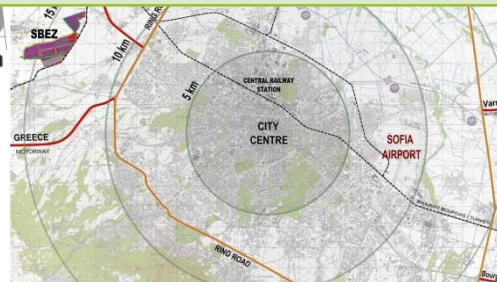 15
SBEZ
10 km
RING RO
5 km
CENTRAL RAILWAY
STATION
CITY
CENTRE
GREECE
MOTORWAY
SOFIA
AIRPORT
Var
RING ROAD
Bour